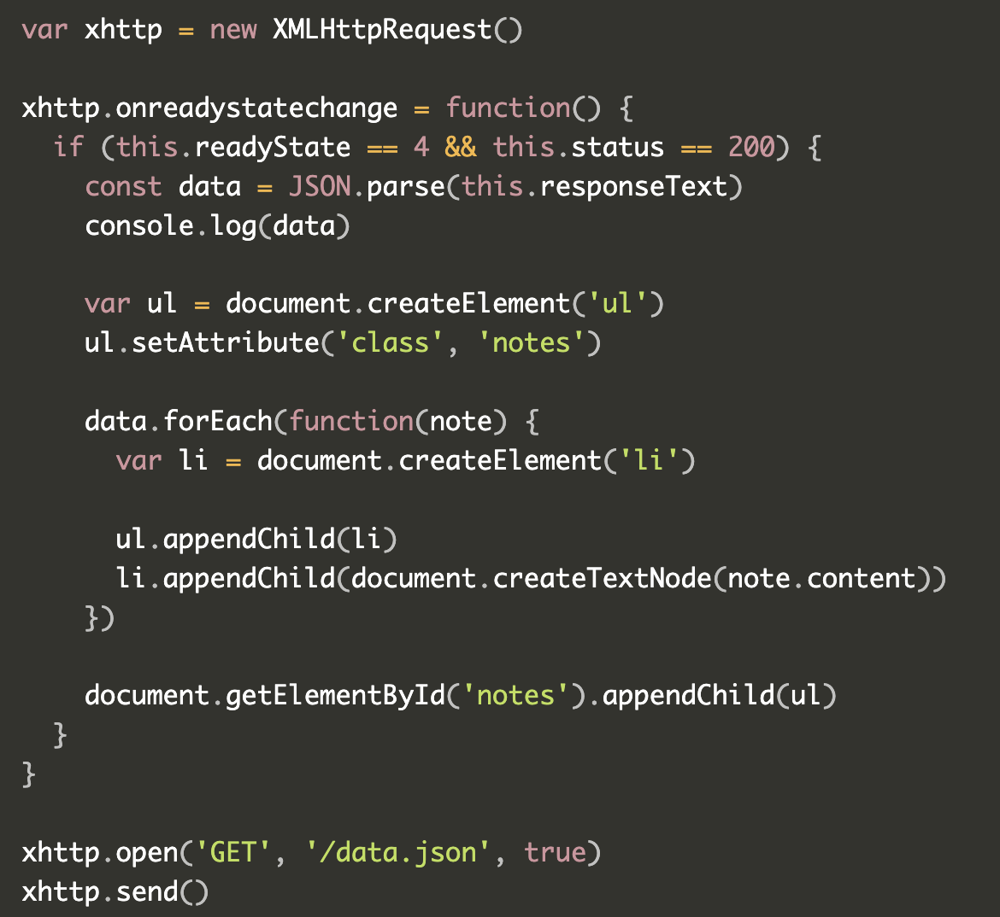 var xhttp = new XMLHttpRequest()

xhttp.onreadystatechange = function() {
  if (this.readyState == 4 && this.status == 200) {
    const data = JSON.parse(this.responseText)
    console.log(data)

    var ul = document.createElement('ul')
    ul.setAttribute('class', 'notes')

    data.forEach(function(note) {
      var li = document.createElement('li')

      ul.appendChild(li)
      li.appendChild(document.createTextNode(note.content))
    })

    document.getElementById('notes').appendChild(ul)
  }
}

xhttp.open('GET', '/data.json', true)
xhttp.send()